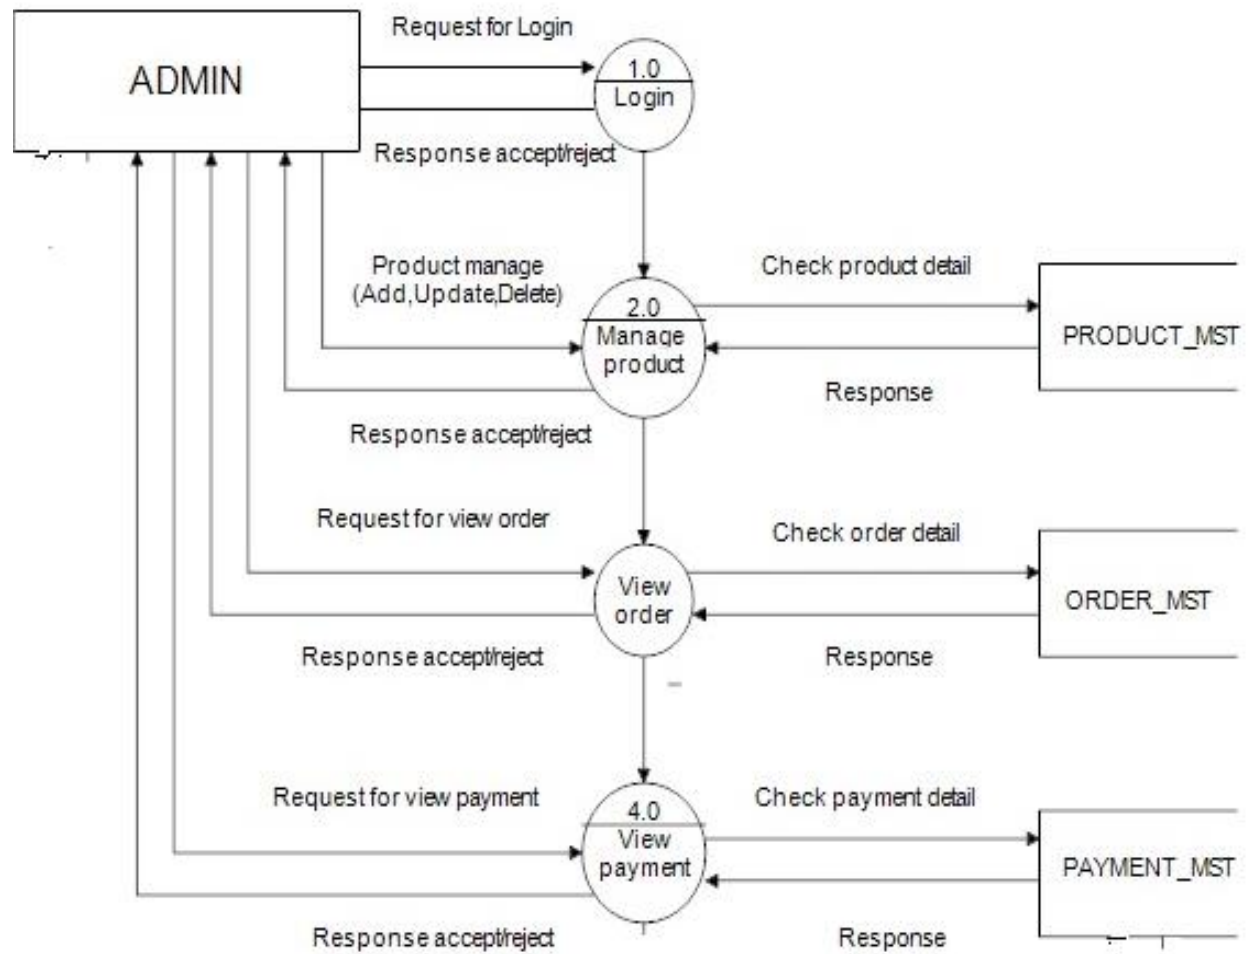 Request for Login
ADMIN
1.0
Login
Response accept/reject
Product manage
(Add,Update,Delete)
Check product detail
2.0
Manage
product
PRODUCT_MST
Response
Response accept/reject
Request for view order
Check order detail
View
order
ORDER_MST
Response accept/reject
Response
Request for view payment
Check payment detail
4.0
View
payment
PAYMENT_MST
Response accept/reject
Response